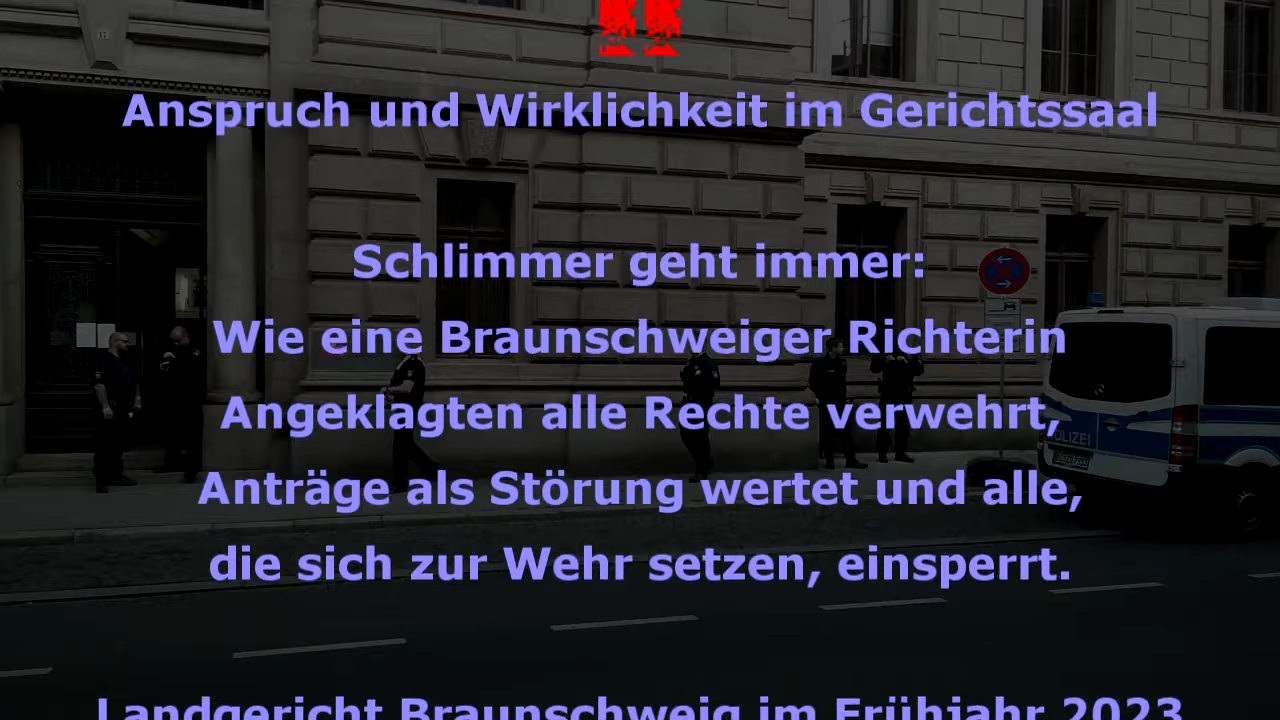 Anspruch und Wirklichkeit im Gerichtssaal
Schlimmer geht immer:
Wie eine Braunschweiger Richterin
Angeklagten alle Rechte verwehrt,
Anträge als Störung wertet und alle,
die sich zur Wehr setzen, einsperrt.
Landgericht Braunschweig im Frühjahr 2023
POLIZEI